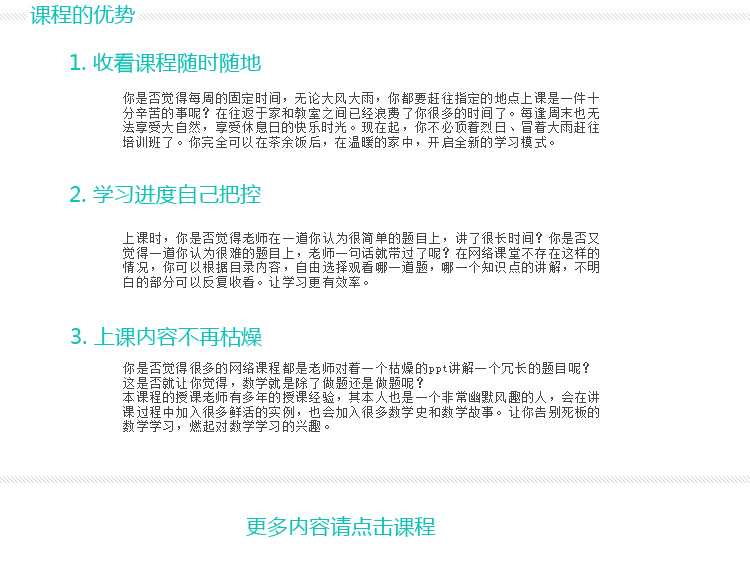 课程的优势
1. 收看课程随时随地
你是否觉得每周的固定时间，无论大风大雨，你都要赶往指定的地点上课是一件十
分辛苦的事呢？在往返于家和教室之间已经浪费了你很多的时间了。每逢周末也无
法享受大自然，享受休息日的快乐时光。现在起，你不必顶着烈日、冒着大雨赶往
培训班了。你完全可以在茶余饭后，在温暖的家中，开启全新的学习模式。
2. 学习进度自己把控
上课时，你是否觉得老师在一道你认为很简单的题目上，讲了很长时间？你是否又
觉得一道你认为很难的题目上，老师一句话就带过了呢？在网络课堂不存在这样的
情况，你可以根据目录内容，自由选择观看哪一道题，哪一个知识点的讲解，不明
白的部分可以反复收看。让学习更有效率。
3. 上课内容不再枯燥
你是否觉得很多的网络课程都是老师对着一个枯燥的ppt讲解一个冗长的题目呢？
这是否就让你觉得，数学就是除了做题还是做题呢？
本课程的授课老师有多年的授课经验，其本人也是一个非常幽默风趣的人，会在讲
课过程中加入很多鲜活的实例，也会加入很多数学史和数学故事。让你告别死板的
数学学习，燃起对数学学习的兴趣。
更多内容请点击课程